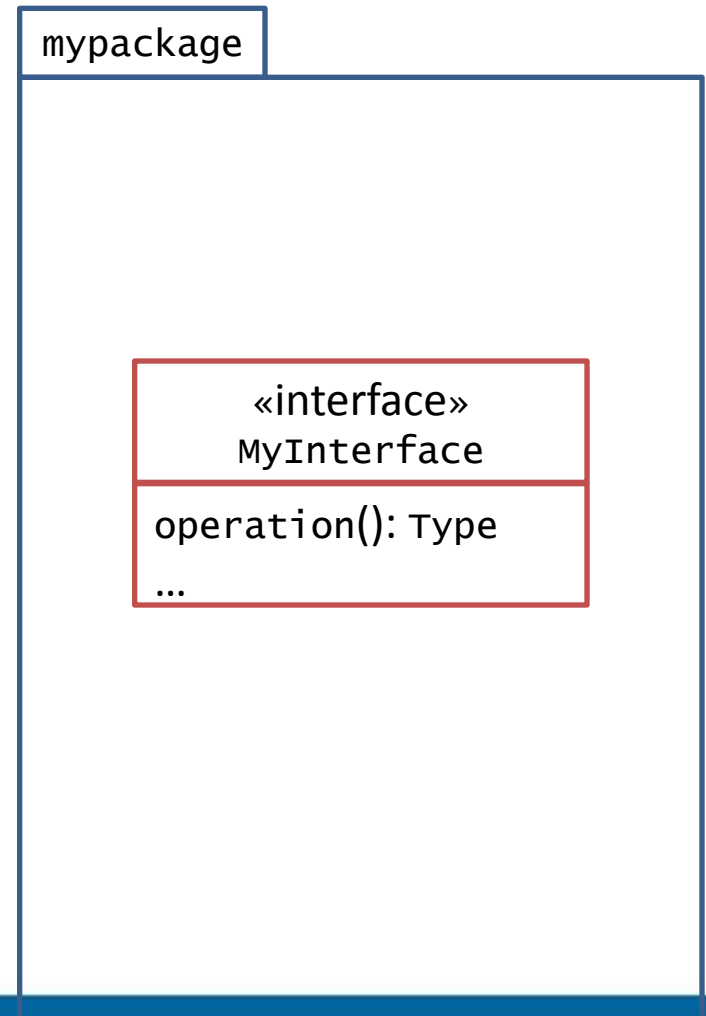 mypackage
«interface»
MyInterface
operation(): Type
…